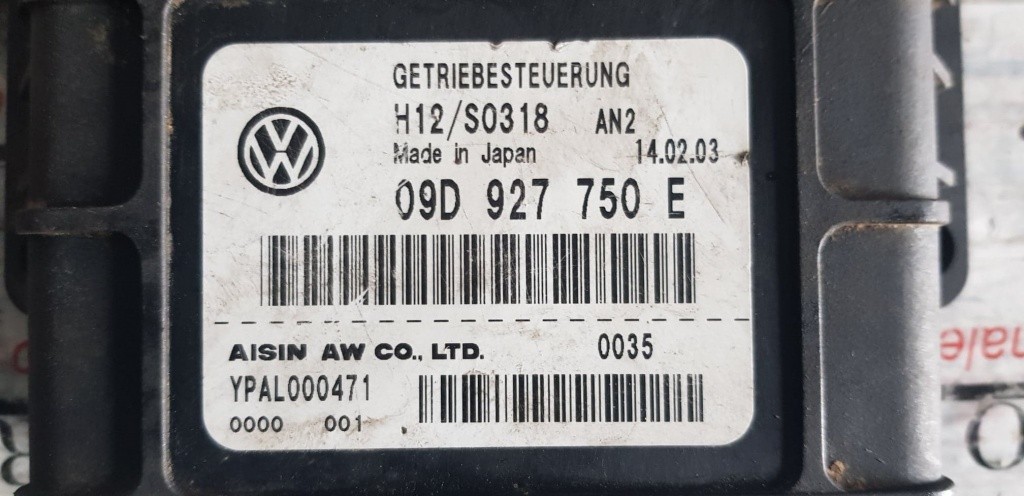 GETRIEBESTEUERUNG
H12/S0318 AN2
Made in Japan 14.02.03
09D 927 750 E
AISIN AW CO., LTD. 0035
YPAL000471
0000 001